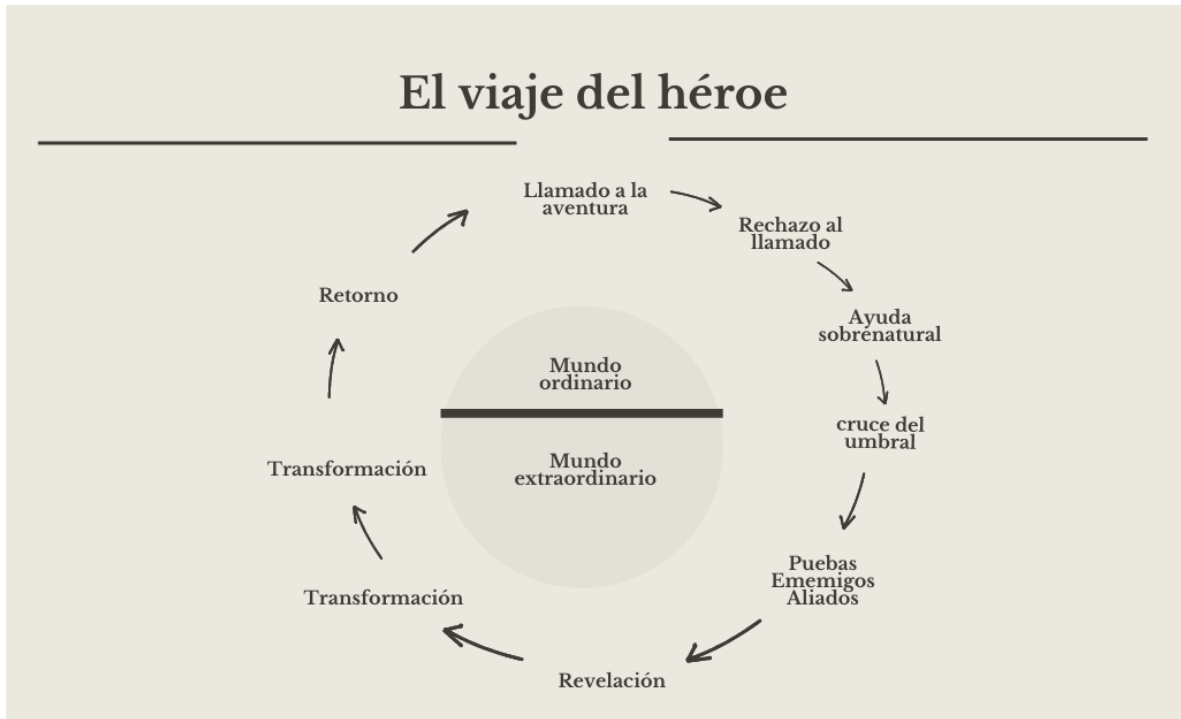 El viaje del héroe
Llamado a la
aventura
Rechazo al
llamado
Ayuda
sobrenatural
cruce del
umbral
Puebas
Ememigos
Aliados
Revelación
Transformación
Transformación
Retorno
Mundo
ordinario
Mundo
extraordinario